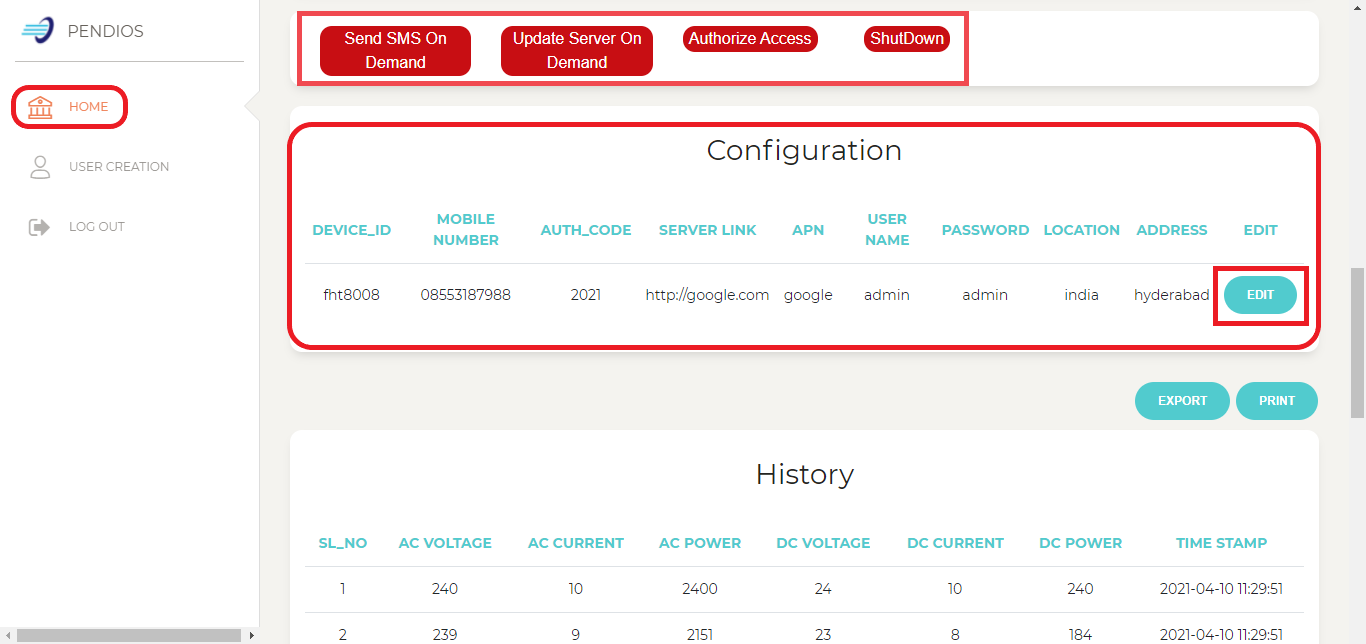 PENDIOS
HOME
USER CREATION
LOG OUT
Send SMS On
Demand
Update Server On
Demand
Authorize Access
ShutDown
Configuration
DEVICE_ID MOBILE NUMBER AUTH_CODE SERVER LINK APN USER NAME PASSWORD LOCATION ADDRESS EDIT
fht8008 08553187988 2021 http://google.com google admin admin india hyderabad EDIT
EXPORT PRINT
History
SL_NO AC VOLTAGE AC CURRENT AC POWER DC VOLTAGE DC CURRENT DC POWER TIME STAMP
1 240 10 2400 24 10 240 2021-04-10 11:29:51
2 239 9 2151 23 8 184 2021-04-10 11:29:51